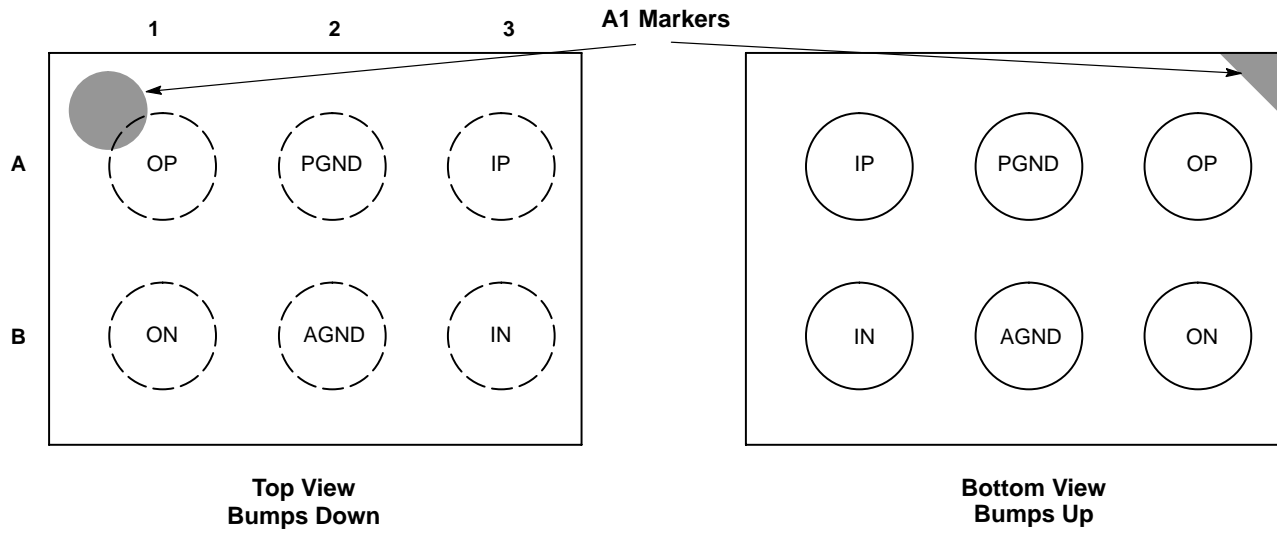 A1 Markers
1 2 3
A
OP PGND IP
B
ON AGND IN
Top View
Bumps Down
IP PGND OP
IN AGND ON
Bottom View
Bumps Up